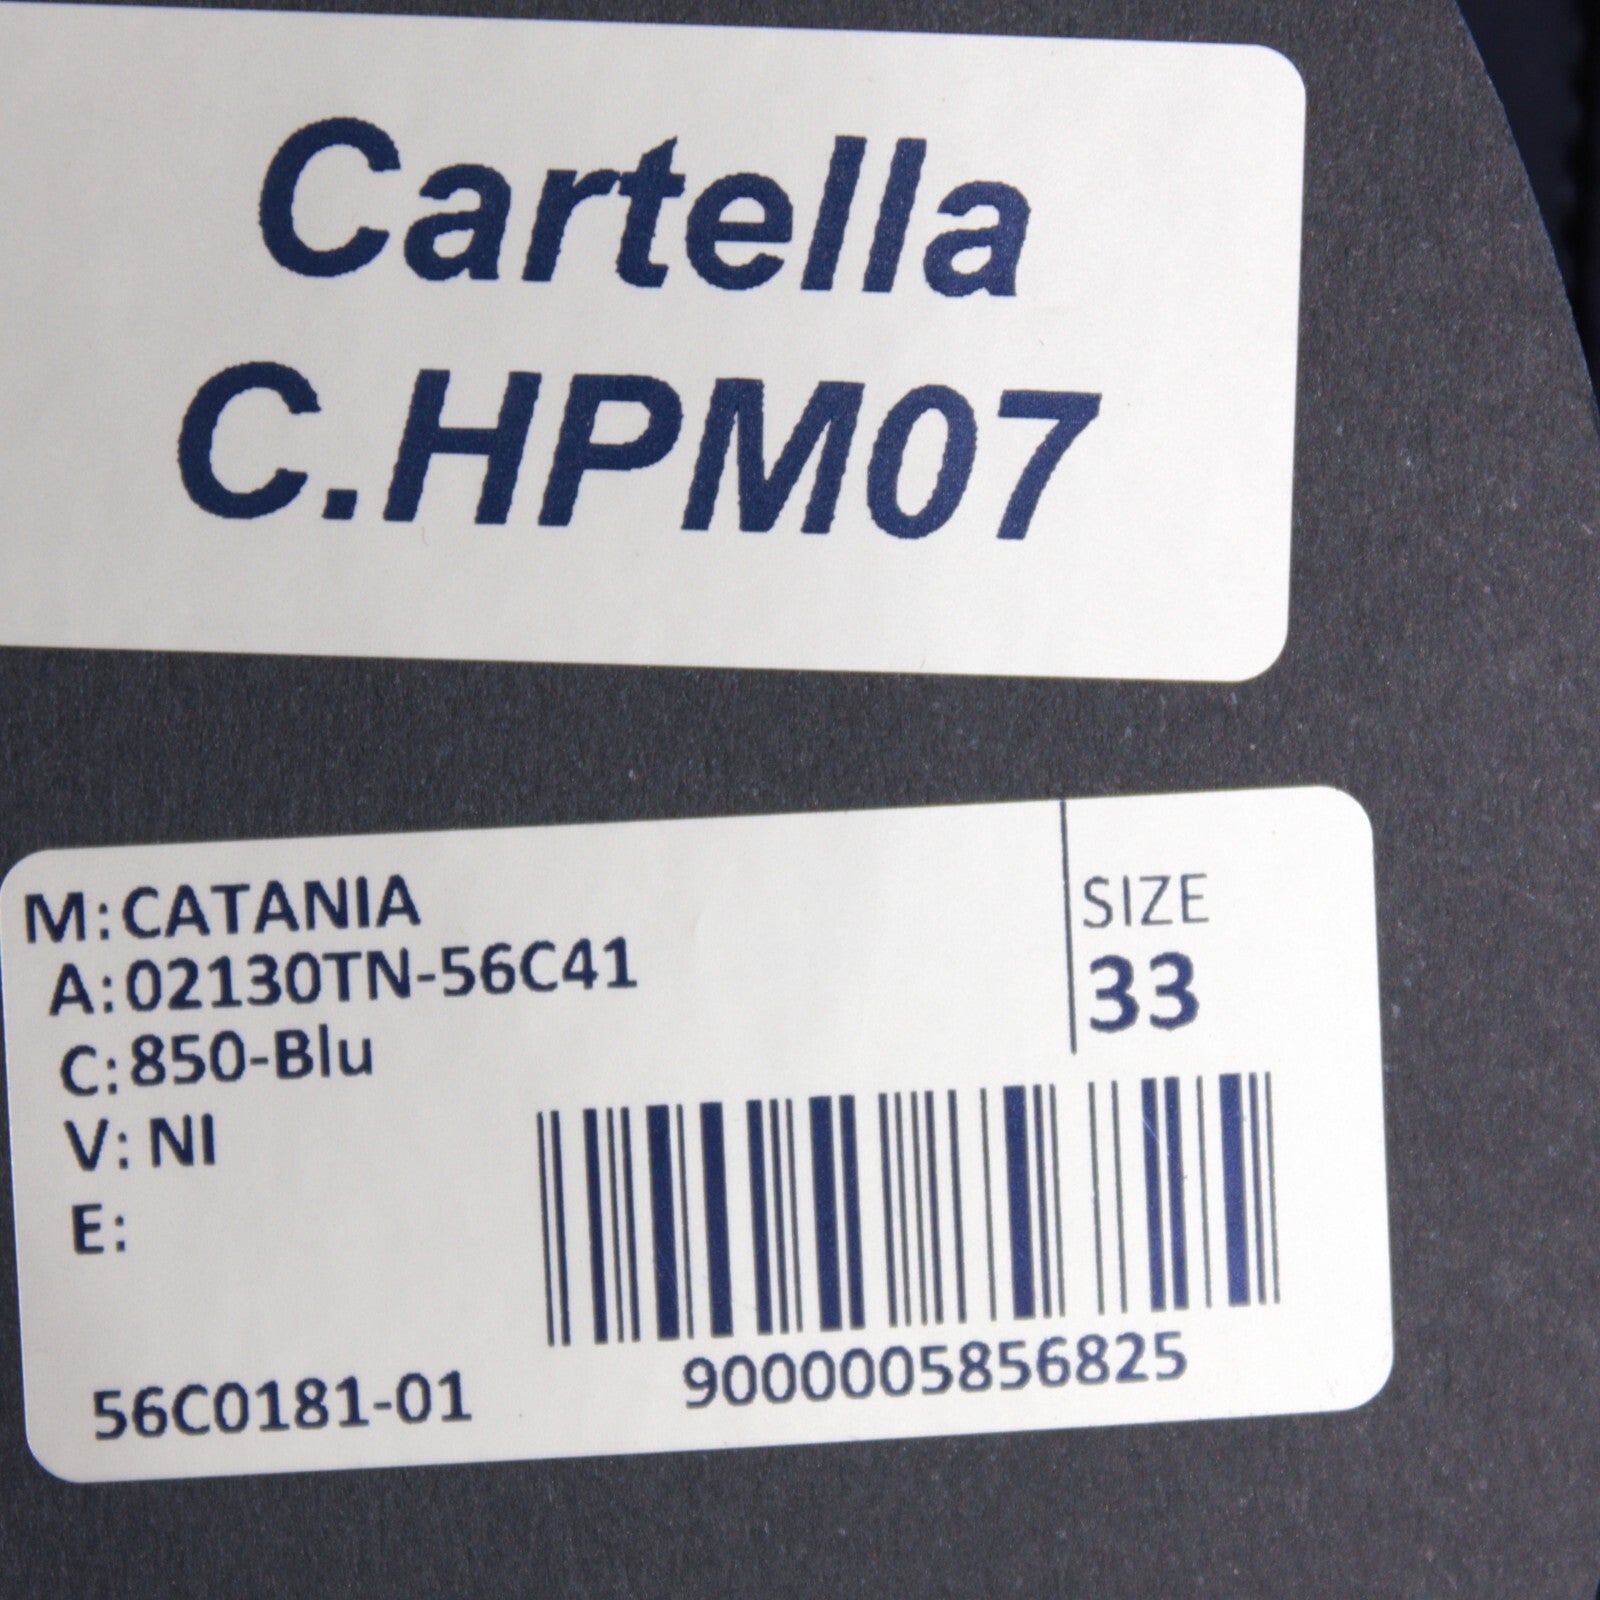 Cartella
C.HPM07
M: CATANIA
A: 02130TN-56C41
C: 850-Blu
V: NI
E:
SIZE
33
56C0181-01
9000005856825